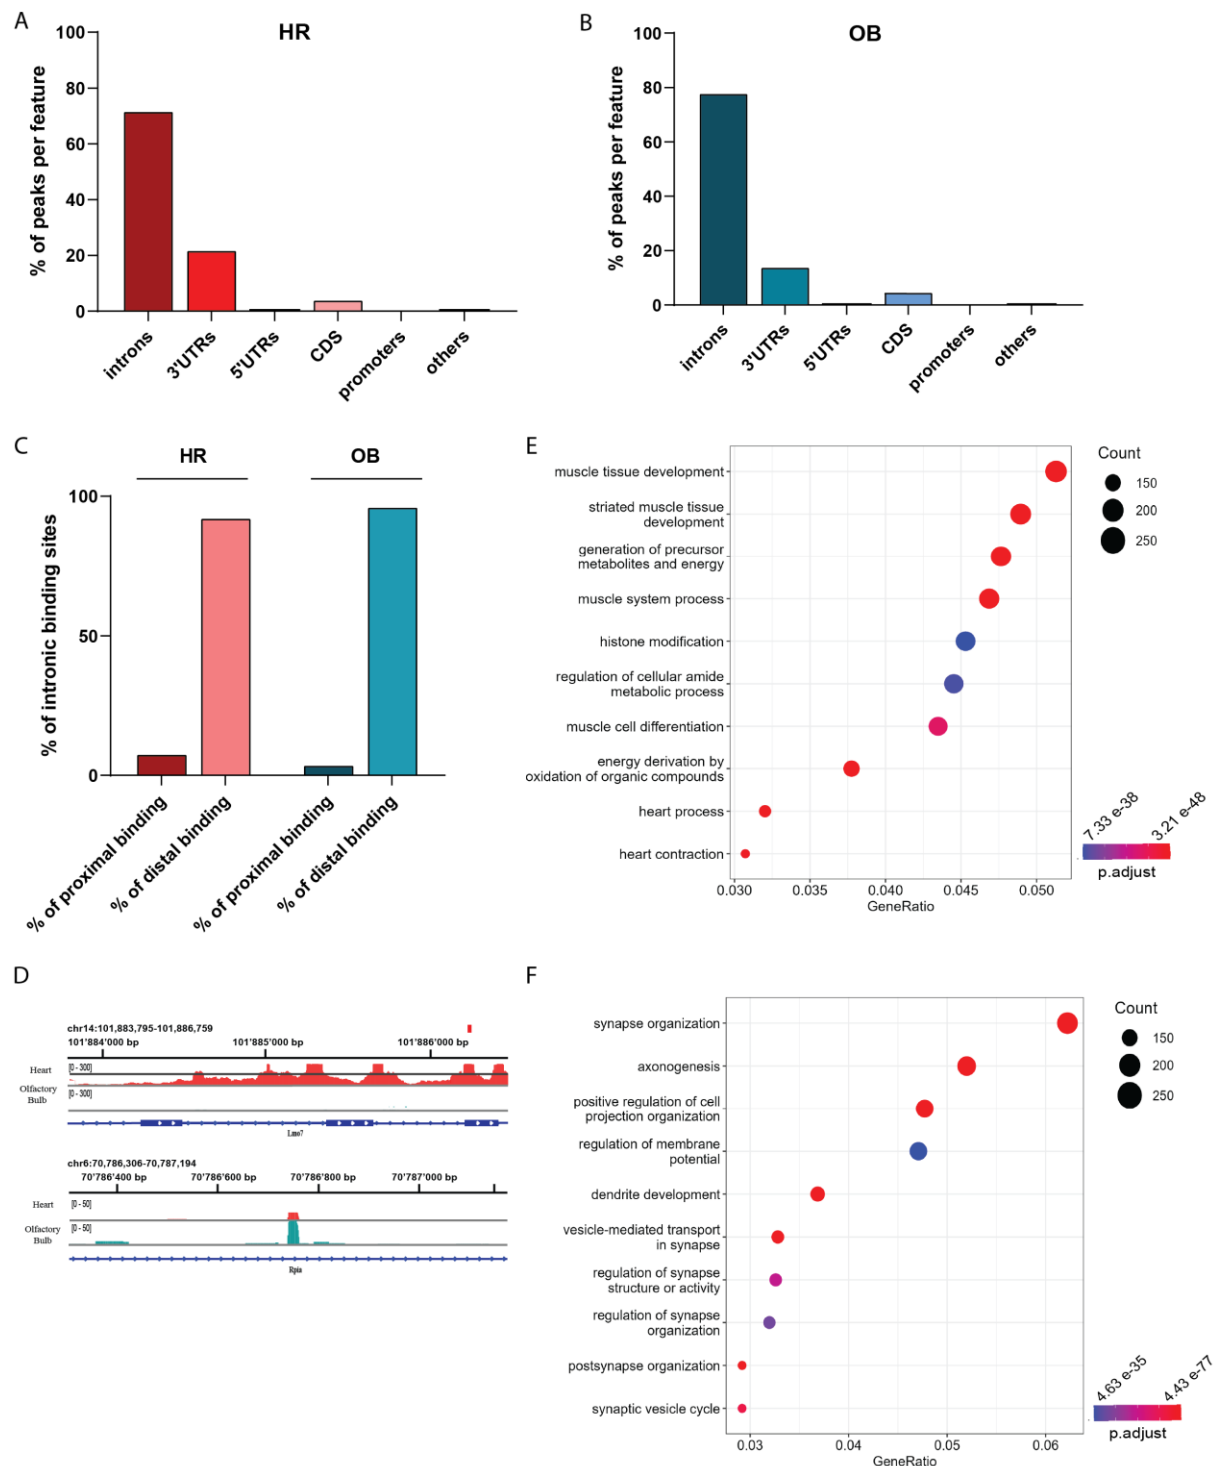 A
HR
% of peaks per feature
100
80
60
40
20
0
introns
3'UTRs
5'UTRs
CDS
promoters
others
B
OB
% of peaks per feature
100
80
60
40
20
0
introns
3'UTRs
5'UTRs
CDS
promoters
others
C
HR
OB
% of intronic binding sites
100
50
0
% of proximal binding
% of distal binding
% of proximal binding
% of distal binding
E
muscle tissue development
striated muscle tissue
development
generation of precursor
metabolites and energy
muscle system process
histone modification
regulation of cellular amide
metabolic process
muscle cell differentiation
energy derivation by
oxidation of organic compounds
heart process
heart contraction
0.030
0.035
0.040
0.045
0.050
GeneRatio
Count
150
200
250
7.33 e-38
3.21 e-48
p.adjust
D
chr14:101,883,795-101,886,759
101'884'000 bp
101'885'000 bp
101'886'000 bp
Heart
[0 - 300]
Olfactory
Bulb
[0 - 300]
Lmo7
chr6:70,786,306-70,787,194
70'786'400 bp
70'786'600 bp
70'786'800 bp
70'787'000 bp
Heart
[0 - 50]
Olfactory
Bulb
[0 - 50]
Rpia
F
synapse organization
axonogenesis
positive regulation of cell
projection organization
regulation of membrane
potential
dendrite development
vesicle-mediated transport
in synapse
regulation of synapse
structure or activity
regulation of synapse
organization
postsynapse organization
synaptic vesicle cycle
0.03
0.04
0.05
0.06
GeneRatio
Count
150
200
250
4.63 e-35
4.43 e-77
p.adjust